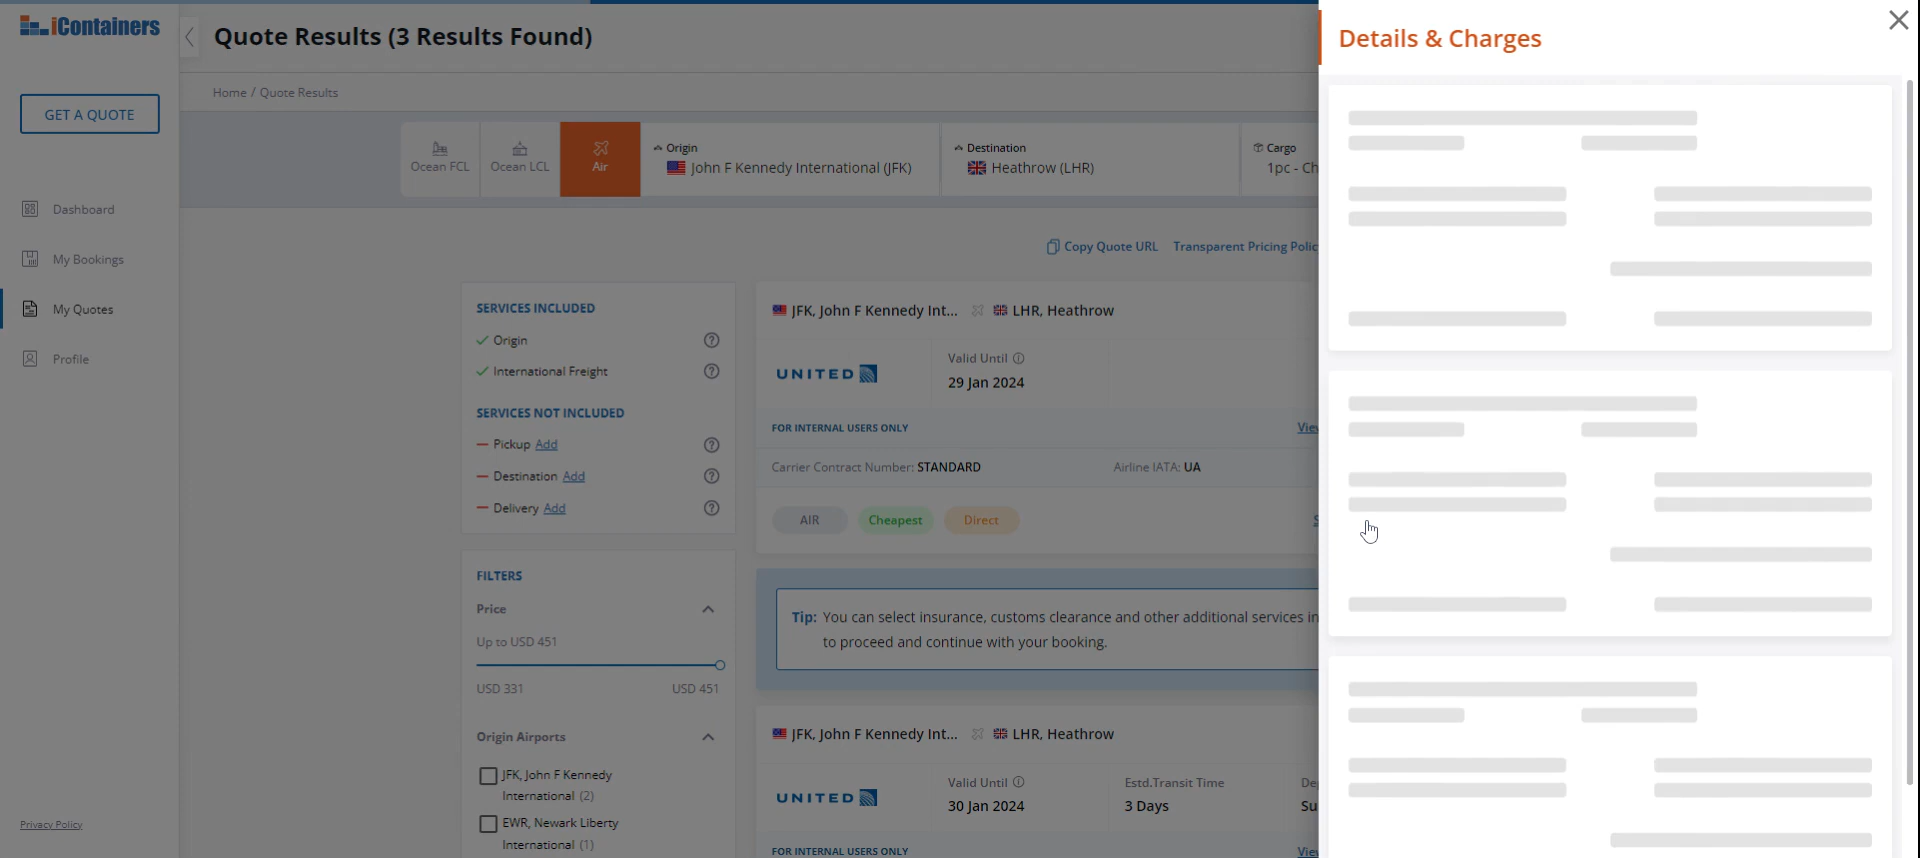 iContainers
Quote Results (3 Results Found)
Details & Charges
GET A QUOTE
Dashboard
My Bookings
My Quotes
Profile
Privacy Policy
Home / Quote Results
Ocean FCL
Ocean LCL
Air
Origin
John F Kennedy International (JFK)
Destination
Heathrow (LHR)
Cargo
1pc - Ch
Copy Quote URL
Transparent Pricing Polic
SERVICES INCLUDED
Origin
International Freight
SERVICES NOT INCLUDED
Pickup Add
Destination Add
Delivery Add
FILTERS
Price
Up to USD 451
USD 331 USD 451
Origin Airports
JFK, John F Kennedy
International (2)
EWR, Newark Liberty
International (1)
JFK, John F Kennedy Int... LHR, Heathrow
UNITED
Valid Until
29 Jan 2024
FOR INTERNAL USERS ONLY
View
Carrier Contract Number: STANDARD
Airline IATA: UA
AIR
Cheapest
Direct
Tip: You can select insurance, customs clearance and other additional services in
to proceed and continue with your booking.
JFK, John F Kennedy Int... LHR, Heathrow
UNITED
Valid Until
30 Jan 2024
Estd.Transit Time
3 Days
De
Su
FOR INTERNAL USERS ONLY
View